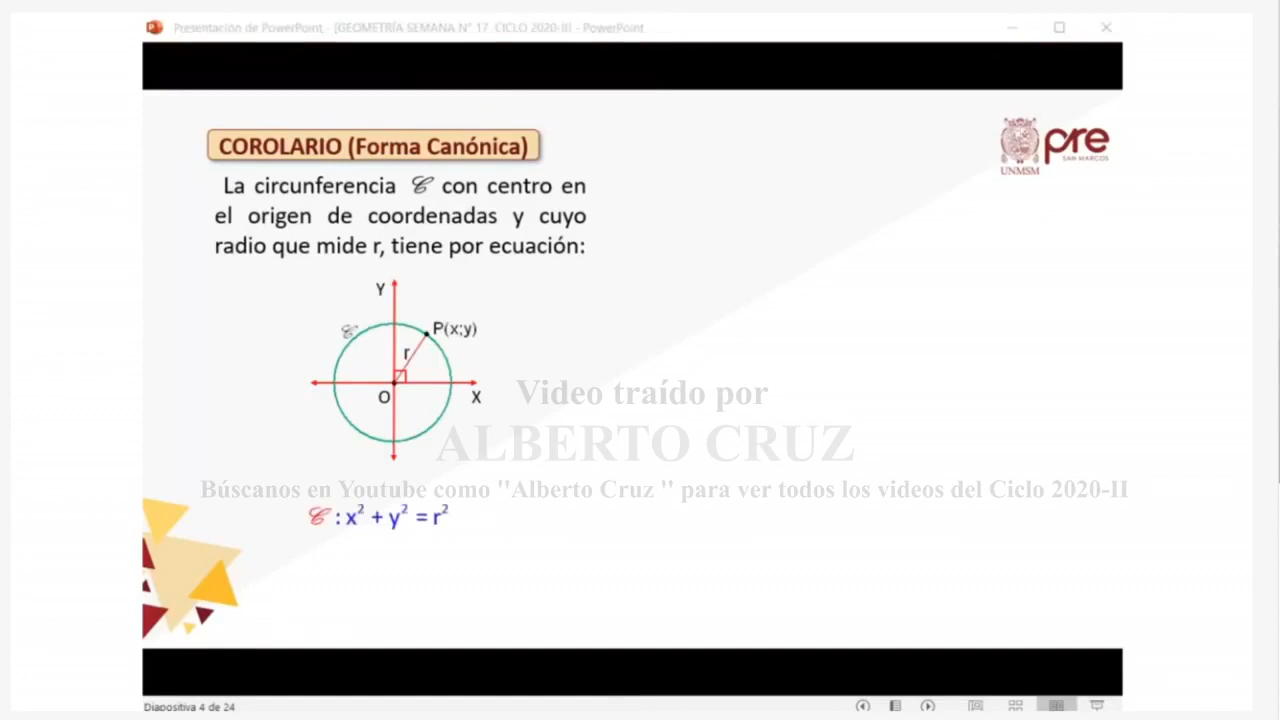 Presentación de PowerPoint - [GEOMETRÍA SEMANA N° 17 CICLO 2020-II] - PowerPoint
COROLARIO (Forma Canónica)
pre
SAN MARCOS
UNMSM
La circunferencia 𝒞 con centro en
el origen de coordenadas y cuyo
radio que mide r, tiene por ecuación:
Y
𝒞
P(x;y)
r
O
X
Video traído por
ALBERTO CRUZ
Búscanos en Youtube como "Alberto Cruz " para ver todos los videos del Ciclo 2020-II
𝒞 : x² + y² = r²
Diapositiva 4 de 24